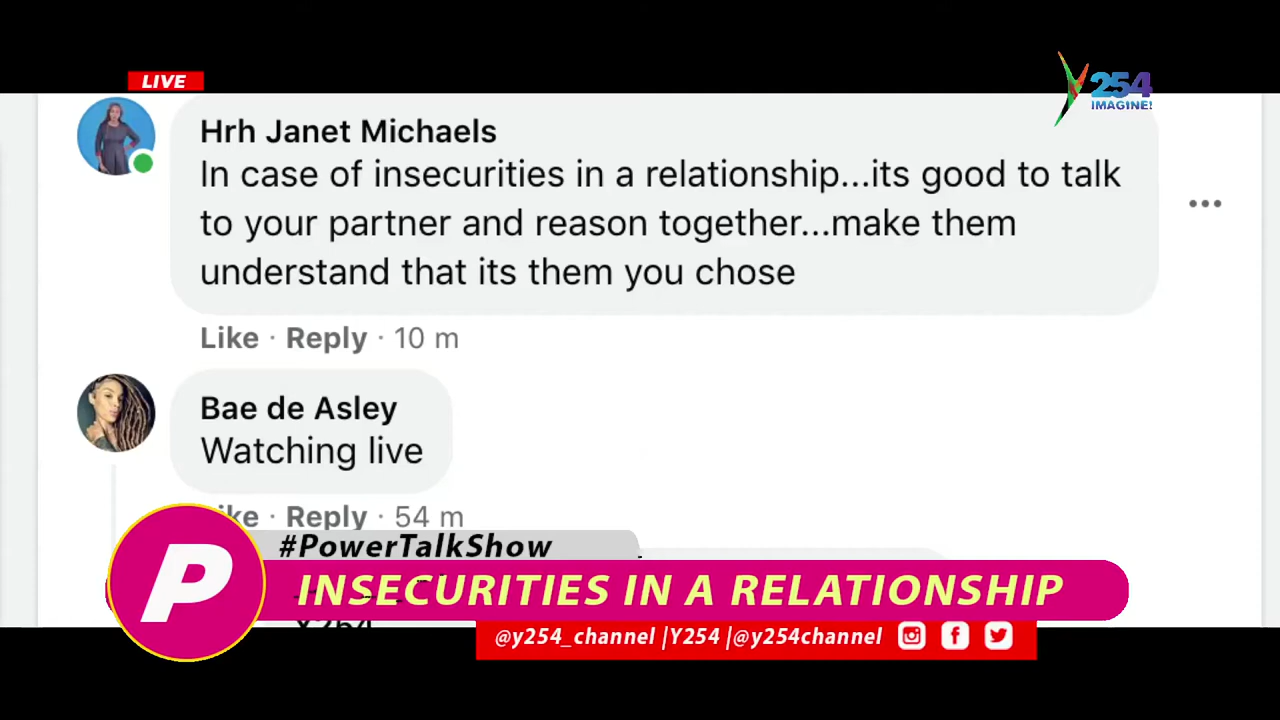 LIVE
254
IMAGINE!
Hrh Janet Michaels
In case of insecurities in a relationship...its good to talk
to your partner and reason together...make them
understand that its them you chose
Like · Reply · 10 m
Bae de Asley
Watching live
Like · Reply · 54 m
#PowerTalkShow
P
INSECURITIES IN A RELATIONSHIP
Y254
@y254_channel |Y254 |@y254channel